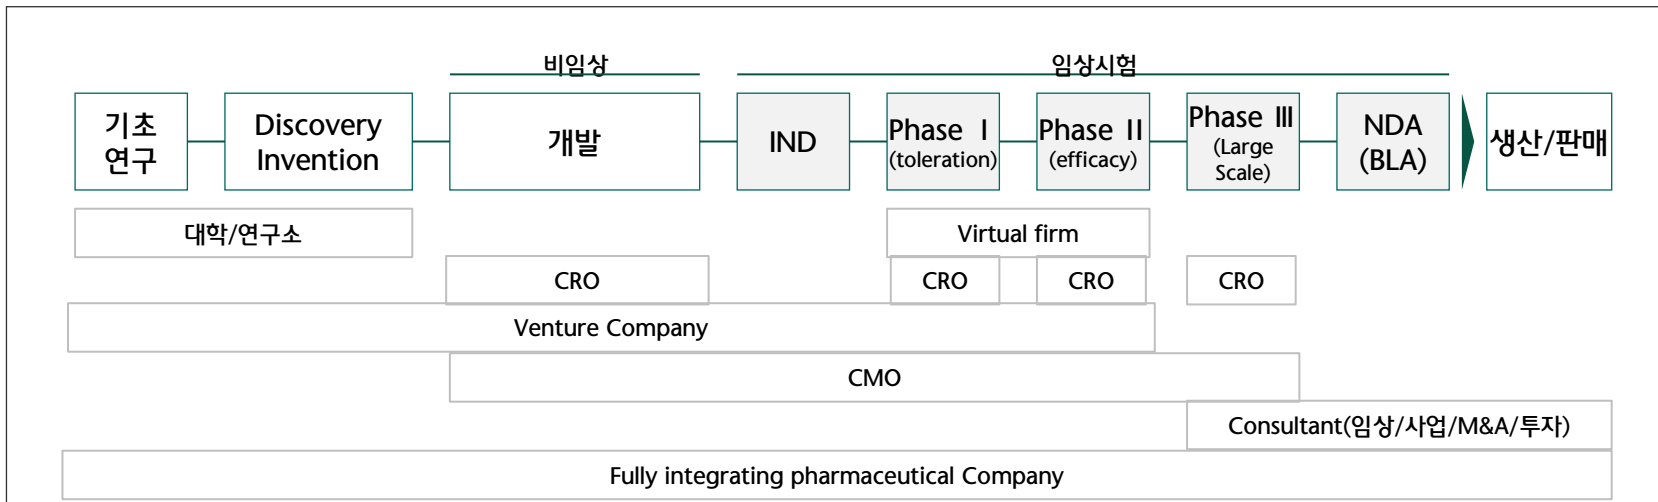 비임상
임상시험
기초
연구
Discovery
Invention
개발
IND
Phase Ⅰ
(toleration)
Phase II
(efficacy)
Phase Ⅲ
(Large
Scale)
NDA
(BLA)
생산/판매
대학/연구소
Virtual firm
CRO
CRO
CRO
CRO
Venture Company
CMO
Consultant(임상/사업/M&A/투자)
Fully integrating pharmaceutical Company